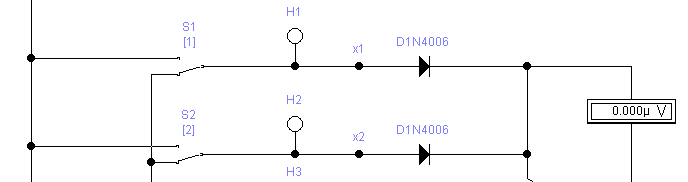 H1
S1
[1]
x1
D1N4006
0.000µ V
H2
S2
[2]
x2
D1N4006
H3